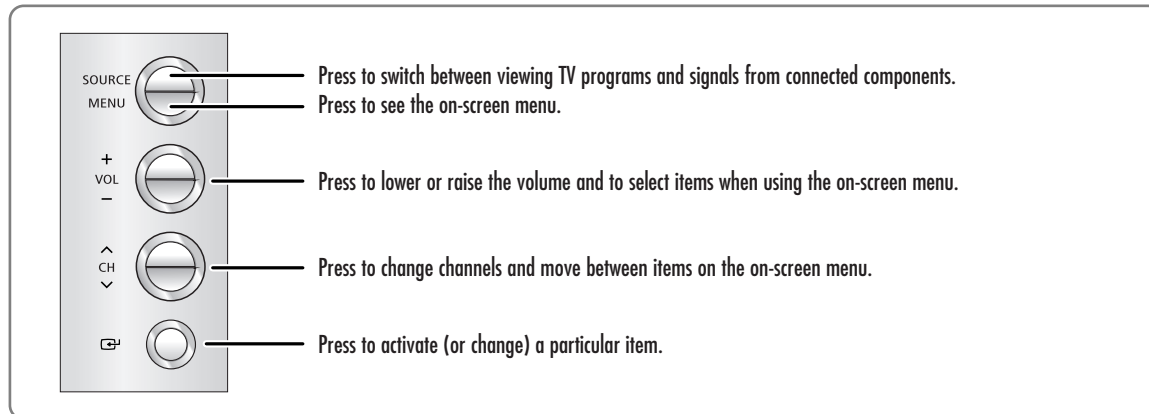 SOURCE
MENU
Press to switch between viewing TV programs and signals from connected components.
Press to see the on-screen menu.
+
VOL
−
Press to lower or raise the volume and to select items when using the on-screen menu.
CH
Press to change channels and move between items on the on-screen menu.
Press to activate (or change) a particular item.